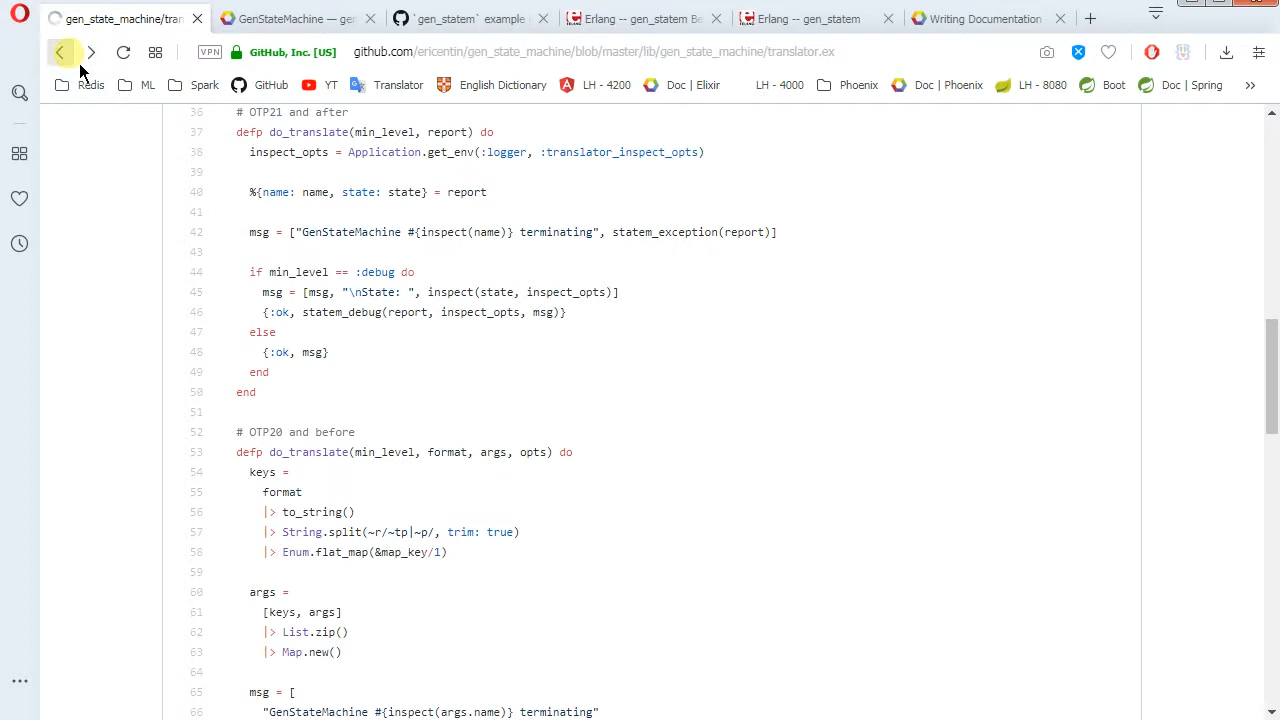 gen_state_machine/tran
GenStateMachine — gen
`gen_statem` example
Erlang -- gen_statem Be
Erlang -- gen_statem
Writing Documentation
VPN
GitHub, Inc. [US]
github.com/ericentin/gen_state_machine/blob/master/lib/gen_state_machine/translator.ex
Redis
ML
Spark
GitHub
YT
Translator
English Dictionary
LH - 4200
Doc | Elixir
LH - 4000
Phoenix
Doc | Phoenix
LH - 8080
Boot
Doc | Spring
36 # OTP21 and after
37 defp do_translate(min_level, report) do
38 inspect_opts = Application.get_env(:logger, :translator_inspect_opts)
39
40 %{name: name, state: state} = report
41
42 msg = ["GenStateMachine #{inspect(name)} terminating", statem_exception(report)]
43
44 if min_level == :debug do
45 msg = [msg, "\nState: ", inspect(state, inspect_opts)]
46 {:ok, statem_debug(report, inspect_opts, msg)}
47 else
48 {:ok, msg}
49 end
50 end
51
52 # OTP20 and before
53 defp do_translate(min_level, format, args, opts) do
54 keys =
55 format
56 |> to_string()
57 |> String.split(~r/~tp|~p/, trim: true)
58 |> Enum.flat_map(&map_key/1)
59
60 args =
61 [keys, args]
62 |> List.zip()
63 |> Map.new()
64
65 msg = [
66 "GenStateMachine #{inspect(args.name)} terminating"